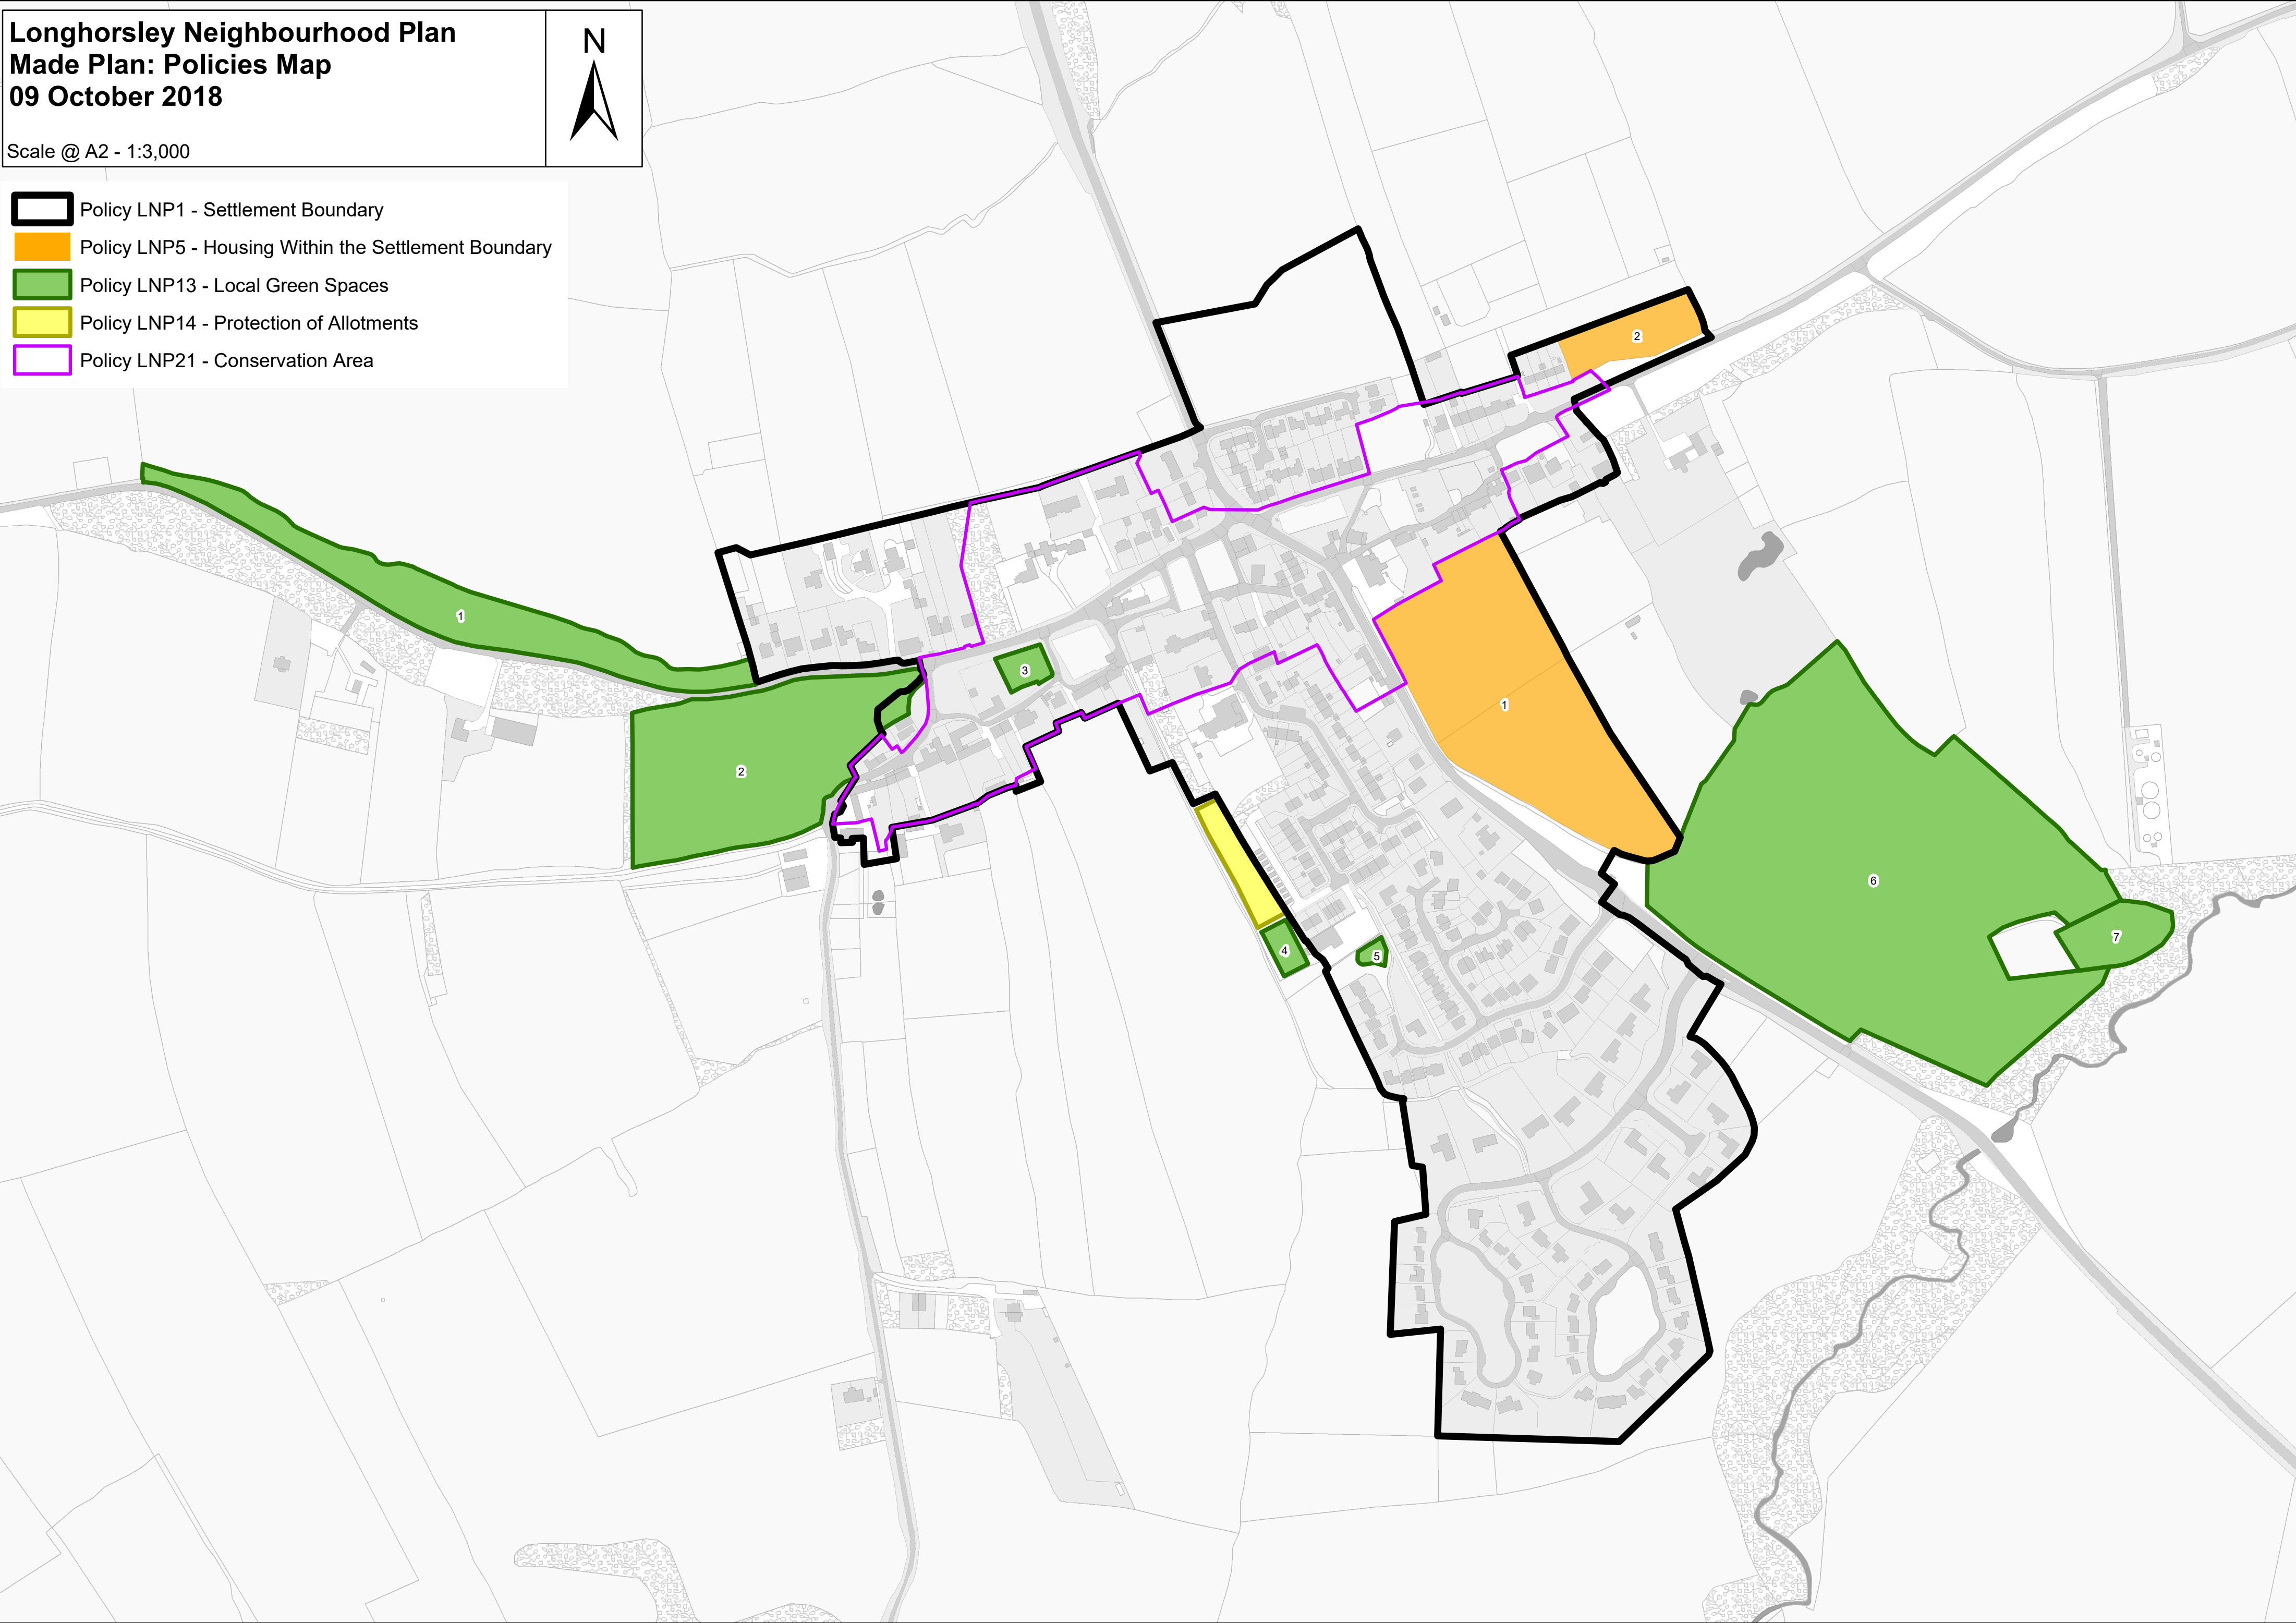 Longhorsley Neighbourhood Plan
Made Plan: Policies Map
09 October 2018
Scale @ A2 - 1:3,000
N
Policy LNP1 - Settlement Boundary
Policy LNP5 - Housing Within the Settlement Boundary
Policy LNP13 - Local Green Spaces
Policy LNP14 - Protection of Allotments
Policy LNP21 - Conservation Area
2
1
3
1
2
6
7
4
5